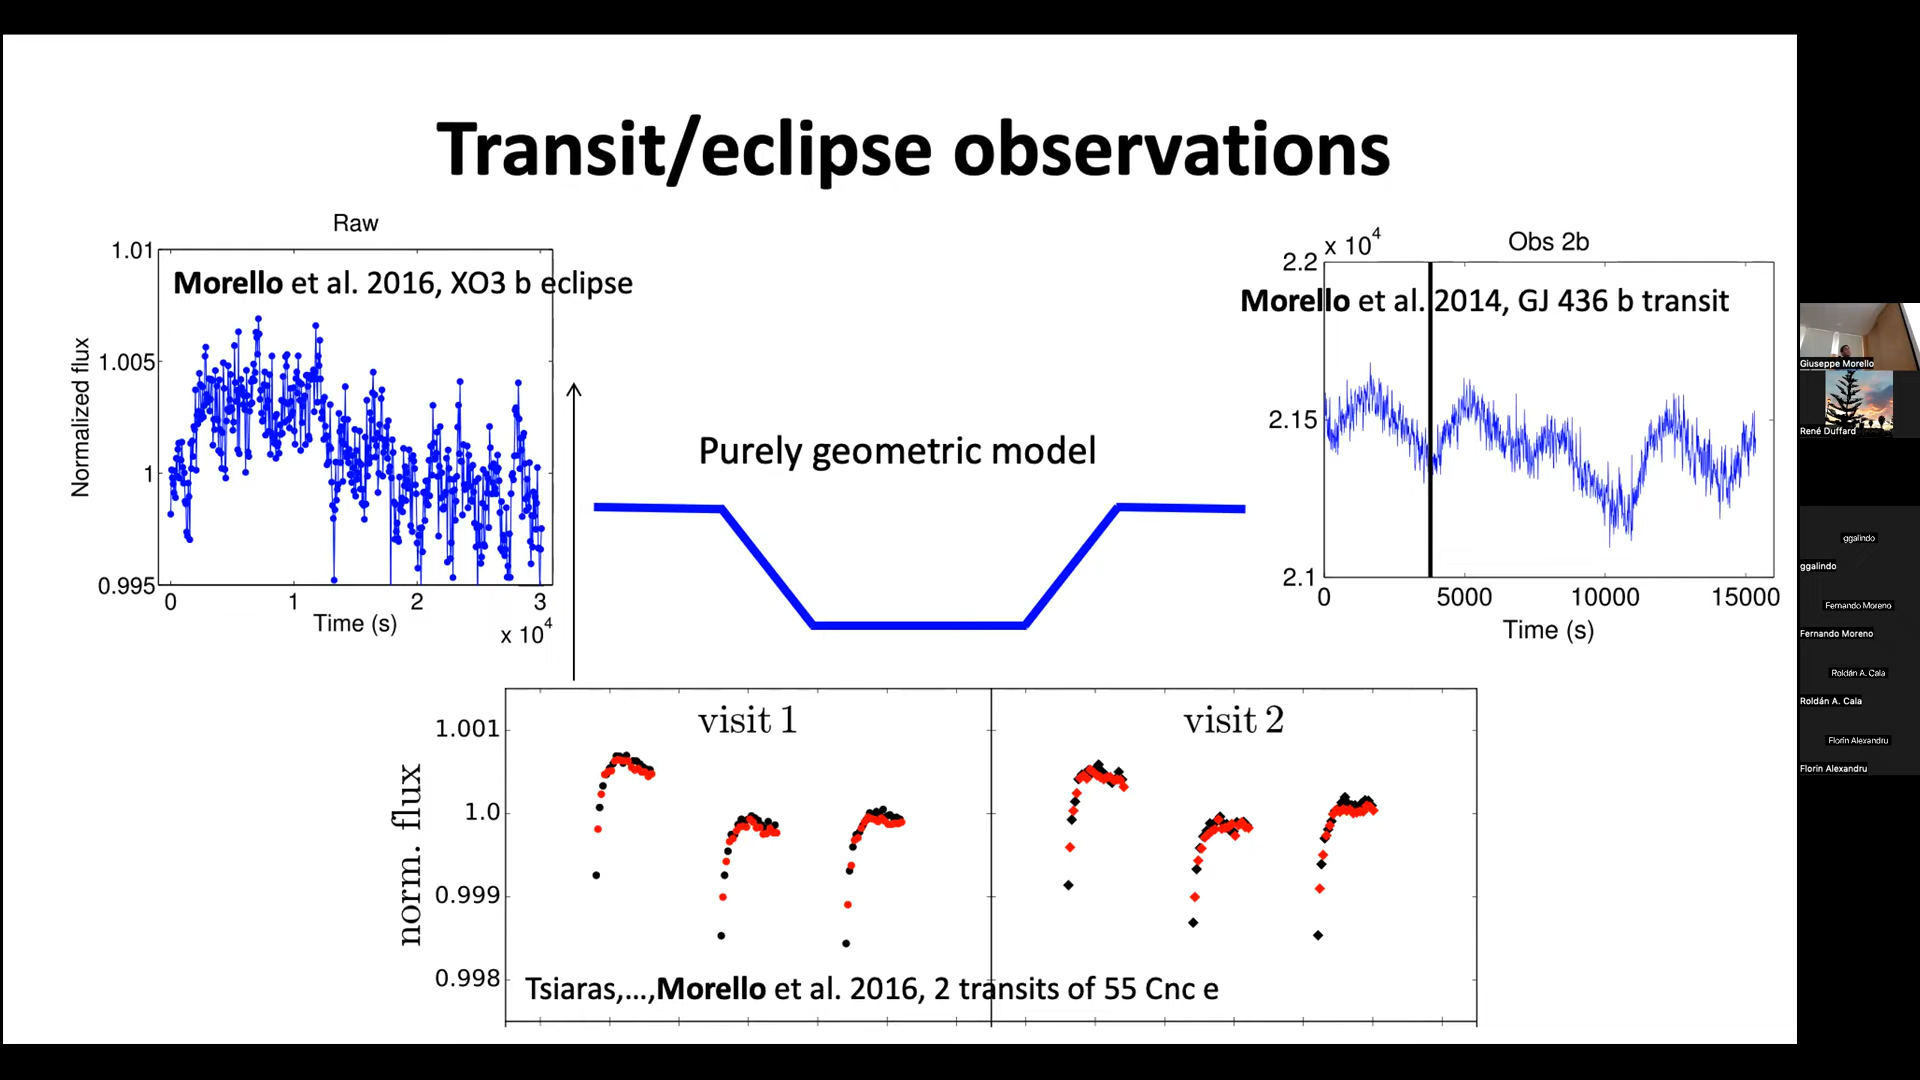 Transit/eclipse observations
Raw
Morello et al. 2016, XO3 b eclipse
1.01
1.005
1
0.995
Normalized flux
0
1
2
3
Time (s)
x 10^4
Purely geometric model
Obs 2b
x 10^4
Morello et al. 2014, GJ 436 b transit
2.2
2.15
2.1
0
5000
10000
15000
Time (s)
visit 1
visit 2
1.001
1.0
0.999
0.998
norm. flux
Tsiaras,...,Morello et al. 2016, 2 transits of 55 Cnc e
Giuseppe Morello
René Duffard
ggalindo
ggalindo
Fernando Moreno
Fernando Moreno
Roldán A. Cala
Roldán A. Cala
Florin Alexandru
Florin Alexandru